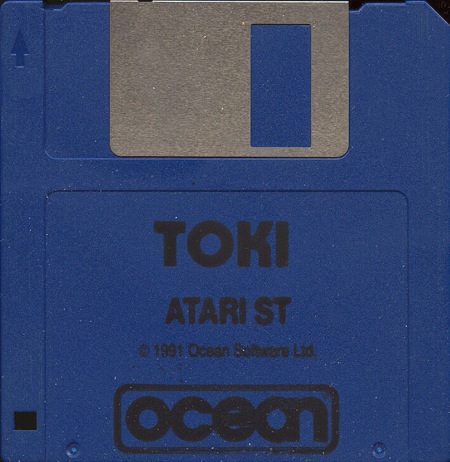 TOKI
ATARI ST
© 1991 Ocean Software Ltd.
ocean